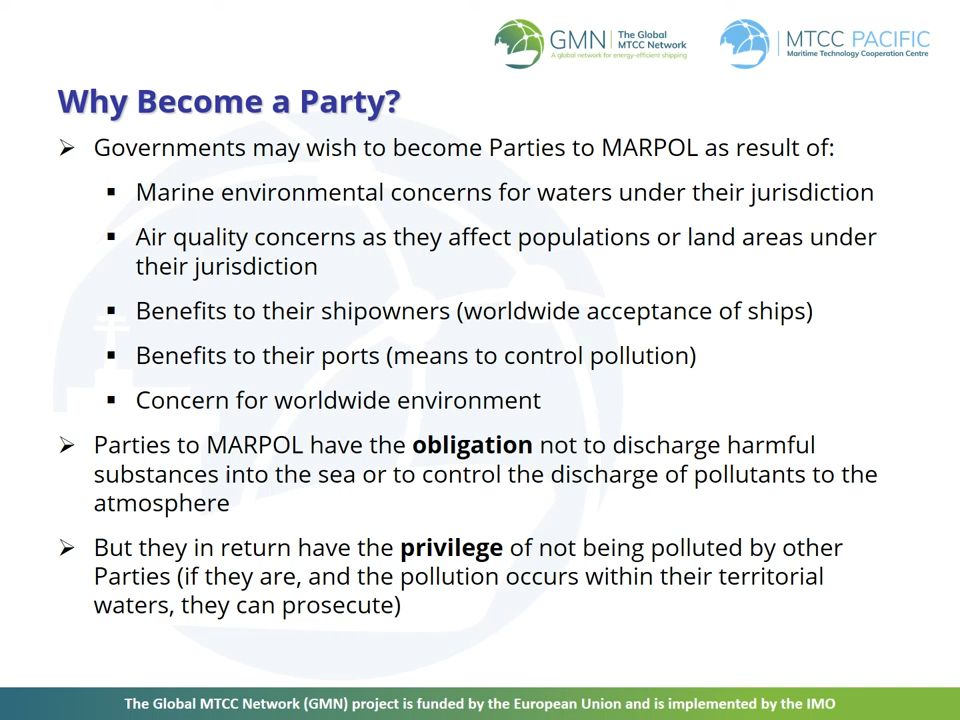 GMN | The Global
MTCC Network
A global network for energy-efficient shipping
MTCC PACIFIC
Maritime Technology Cooperation Centre
Why Become a Party?
➢ Governments may wish to become Parties to MARPOL as result of:
▪ Marine environmental concerns for waters under their jurisdiction
▪ Air quality concerns as they affect populations or land areas under
their jurisdiction
▪ Benefits to their shipowners (worldwide acceptance of ships)
▪ Benefits to their ports (means to control pollution)
▪ Concern for worldwide environment
➢ Parties to MARPOL have the obligation not to discharge harmful
substances into the sea or to control the discharge of pollutants to the
atmosphere
➢ But they in return have the privilege of not being polluted by other
Parties (if they are, and the pollution occurs within their territorial
waters, they can prosecute)
The Global MTCC Network (GMN) project is funded by the European Union and is implemented by the IMO